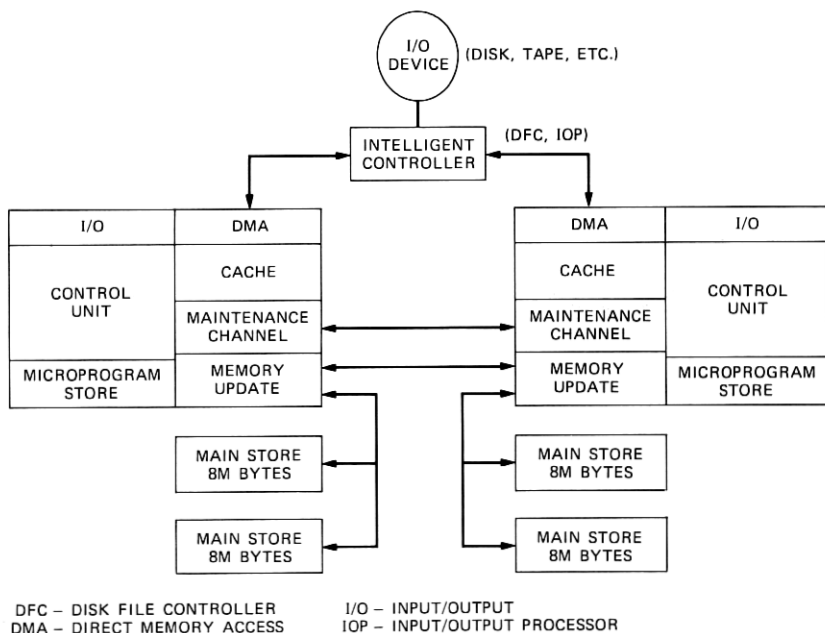 I/O
DEVICE
(DISK, TAPE, ETC.)
INTELLIGENT
CONTROLLER
(DFC, IOP)
I/O
DMA
CONTROL
UNIT
CACHE
MAINTENANCE
CHANNEL
MICROPROGRAM
STORE
MEMORY
UPDATE
DMA
I/O
CACHE
CONTROL
UNIT
MAINTENANCE
CHANNEL
MEMORY
UPDATE
MICROPROGRAM
STORE
MAIN STORE
8M BYTES
MAIN STORE
8M BYTES
MAIN STORE
8M BYTES
MAIN STORE
8M BYTES
DFC – DISK FILE CONTROLLER
I/O – INPUT/OUTPUT
DMA – DIRECT MEMORY ACCESS
IOP – INPUT/OUTPUT PROCESSOR